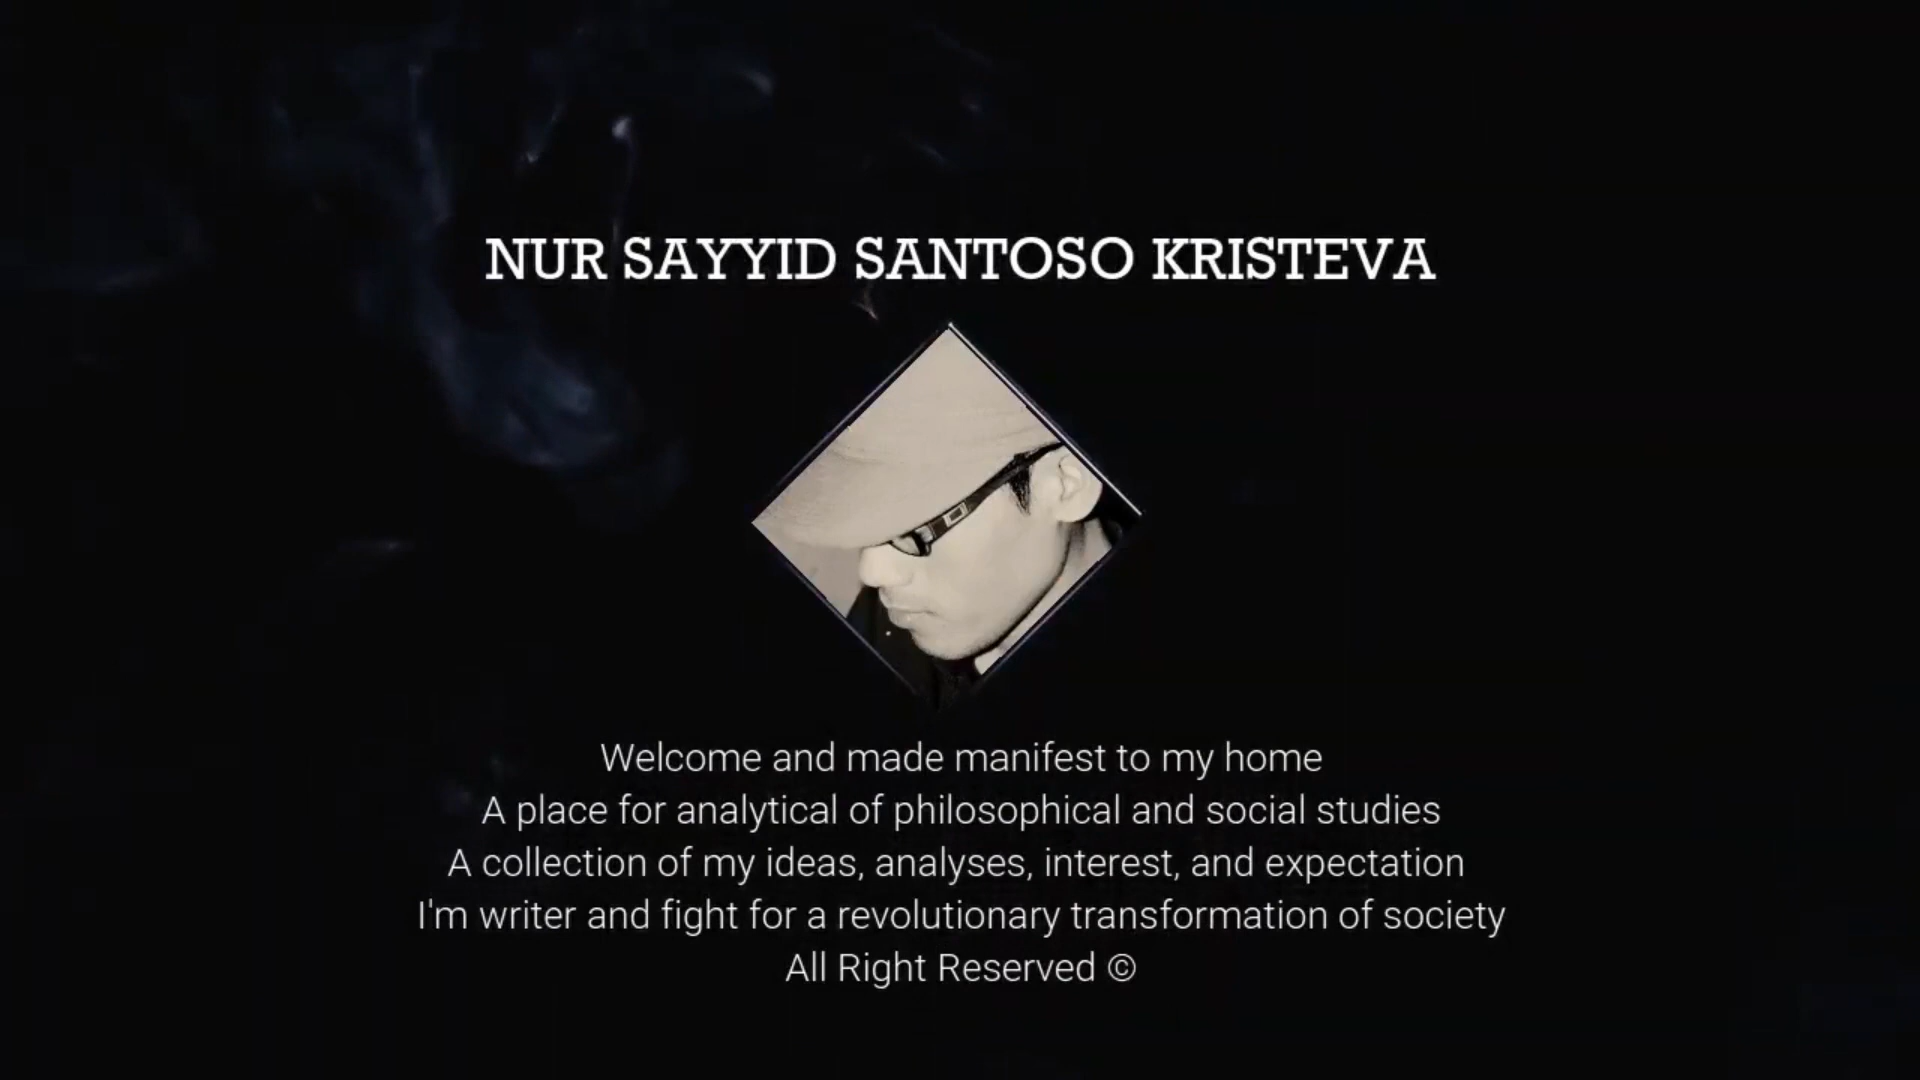 NUR SAYYID SANTOSO KRISTEVA
Welcome and made manifest to my home
A place for analytical of philosophical and social studies
A collection of my ideas, analyses, interest, and expectation
I'm writer and fight for a revolutionary transformation of society
All Right Reserved ©